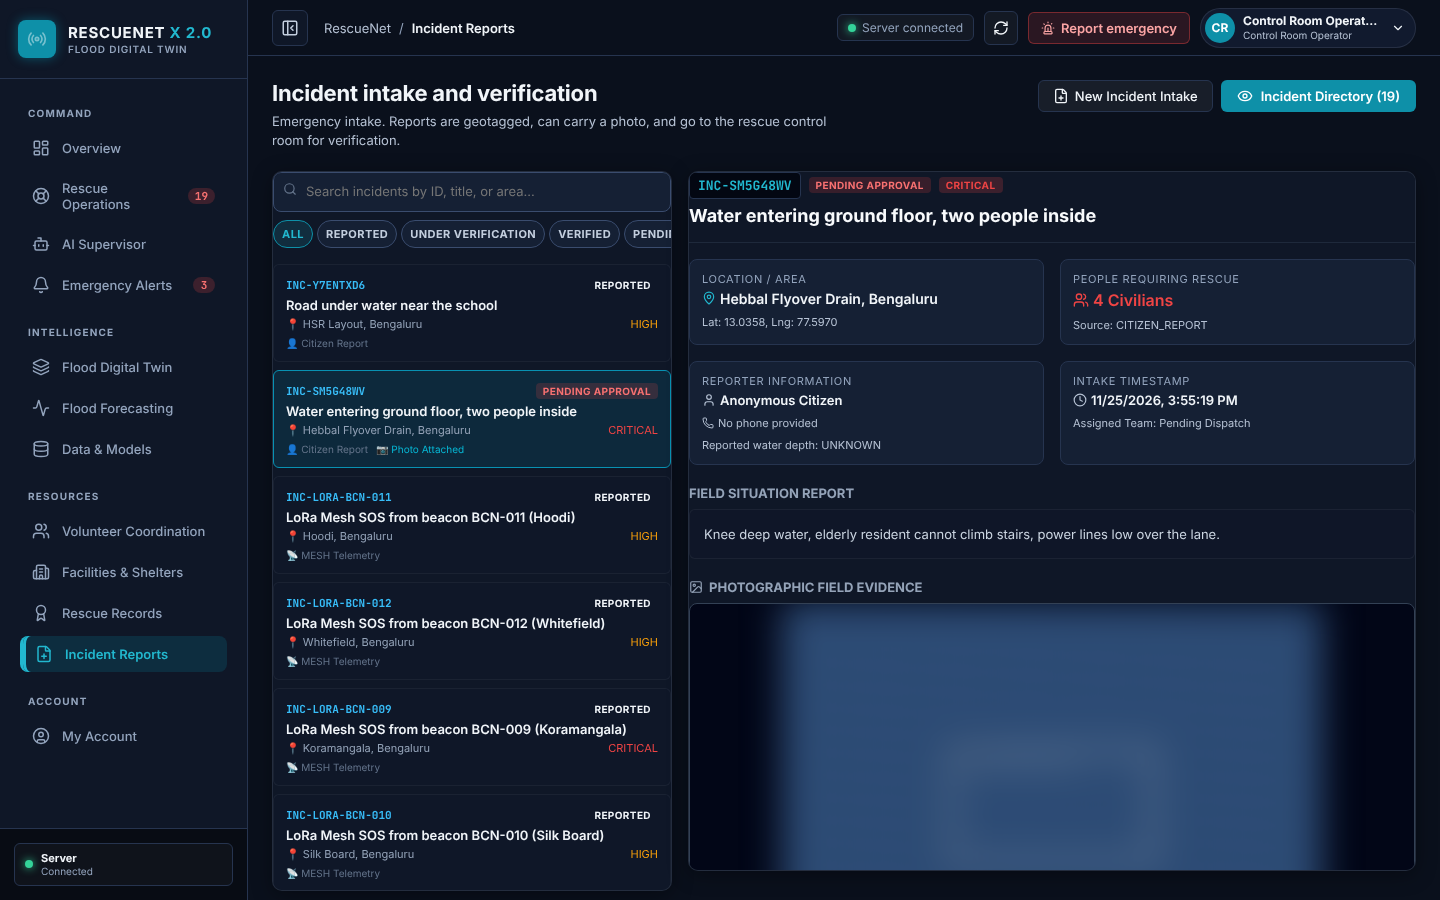 RESCUENET X 2.0
FLOOD DIGITAL TWIN
COMMAND
Overview
Rescue Operations 19
AI Supervisor
Emergency Alerts 3
INTELLIGENCE
Flood Digital Twin
Flood Forecasting
Data & Models
RESOURCES
Volunteer Coordination
Facilities & Shelters
Rescue Records
Incident Reports
ACCOUNT
My Account
Server
Connected
RescueNet / Incident Reports
Server connected
Report emergency
CR
Control Room Operat...
Control Room Operator
Incident intake and verification
Emergency intake. Reports are geotagged, can carry a photo, and go to the rescue control
room for verification.
New Incident Intake
Incident Directory (19)
Search incidents by ID, title, or area...
ALL REPORTED UNDER VERIFICATION VERIFIED PENDI
INC-Y7ENTXD6 REPORTED
Road under water near the school
HSR Layout, Bengaluru HIGH
Citizen Report
INC-SM5G48WV PENDING APPROVAL
Water entering ground floor, two people inside
Hebbal Flyover Drain, Bengaluru CRITICAL
Citizen Report Photo Attached
INC-LORA-BCN-011 REPORTED
LoRa Mesh SOS from beacon BCN-011 (Hoodi)
Hoodi, Bengaluru HIGH
MESH Telemetry
INC-LORA-BCN-012 REPORTED
LoRa Mesh SOS from beacon BCN-012 (Whitefield)
Whitefield, Bengaluru HIGH
MESH Telemetry
INC-LORA-BCN-009 REPORTED
LoRa Mesh SOS from beacon BCN-009 (Koramangala)
Koramangala, Bengaluru CRITICAL
MESH Telemetry
INC-LORA-BCN-010 REPORTED
LoRa Mesh SOS from beacon BCN-010 (Silk Board)
Silk Board, Bengaluru HIGH
MESH Telemetry
INC-SM5G48WV PENDING APPROVAL CRITICAL
Water entering ground floor, two people inside
LOCATION / AREA
Hebbal Flyover Drain, Bengaluru
Lat: 13.0358, Lng: 77.5970
PEOPLE REQUIRING RESCUE
4 Civilians
Source: CITIZEN_REPORT
REPORTER INFORMATION
Anonymous Citizen
No phone provided
Reported water depth: UNKNOWN
INTAKE TIMESTAMP
11/25/2026, 3:55:19 PM
Assigned Team: Pending Dispatch
FIELD SITUATION REPORT
Knee deep water, elderly resident cannot climb stairs, power lines low over the lane.
PHOTOGRAPHIC FIELD EVIDENCE